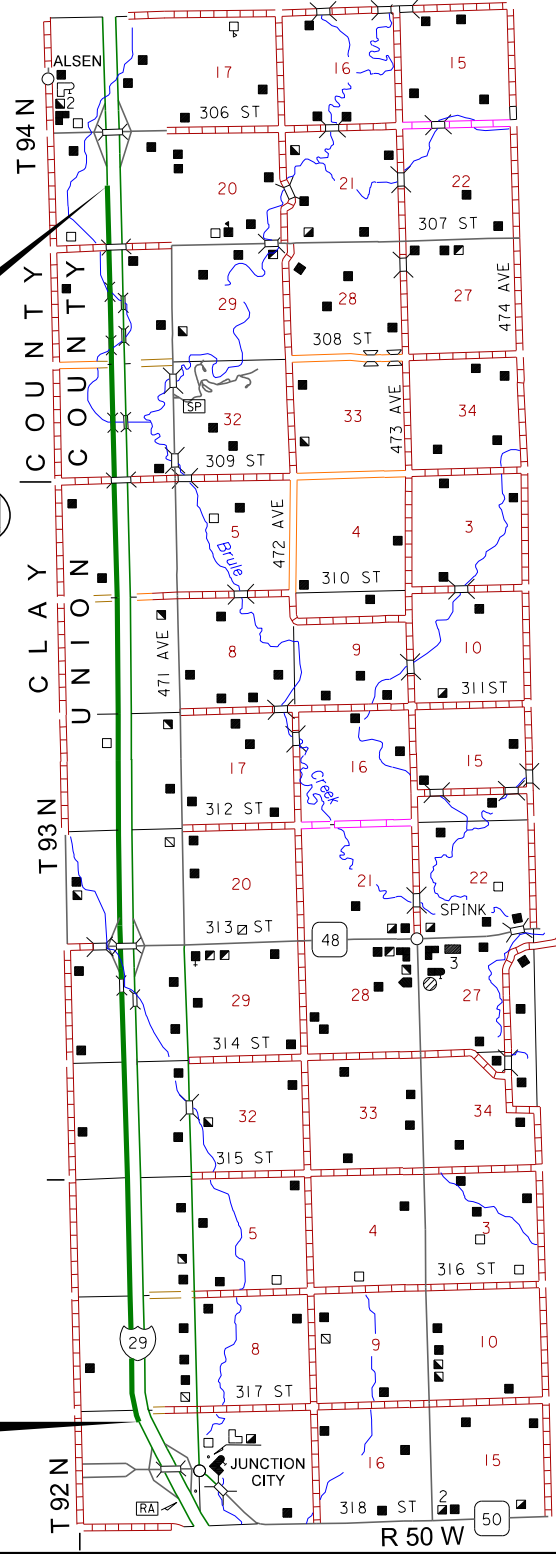 ALSEN
17
16
15
2
306 ST
T 94 N
20
21
22
307 ST
29
28
27
474 AVE
308 ST
SP
32
33
473 AVE
34
309 ST
COUNTY
COUNTY
5
472 AVE
4
3
Brule
310 ST
CLAY
UNION
471 AVE
8
9
10
311ST
17
16
15
Creek
312 ST
T 93 N
20
21
22
SPINK
313 ST
48
3
29
28
27
314 ST
32
33
34
315 ST
5
4
3
316 ST
29
8
9
10
317 ST
JUNCTION
CITY
16
15
T 92 N
RA
318 ST
2
50
R 50 W